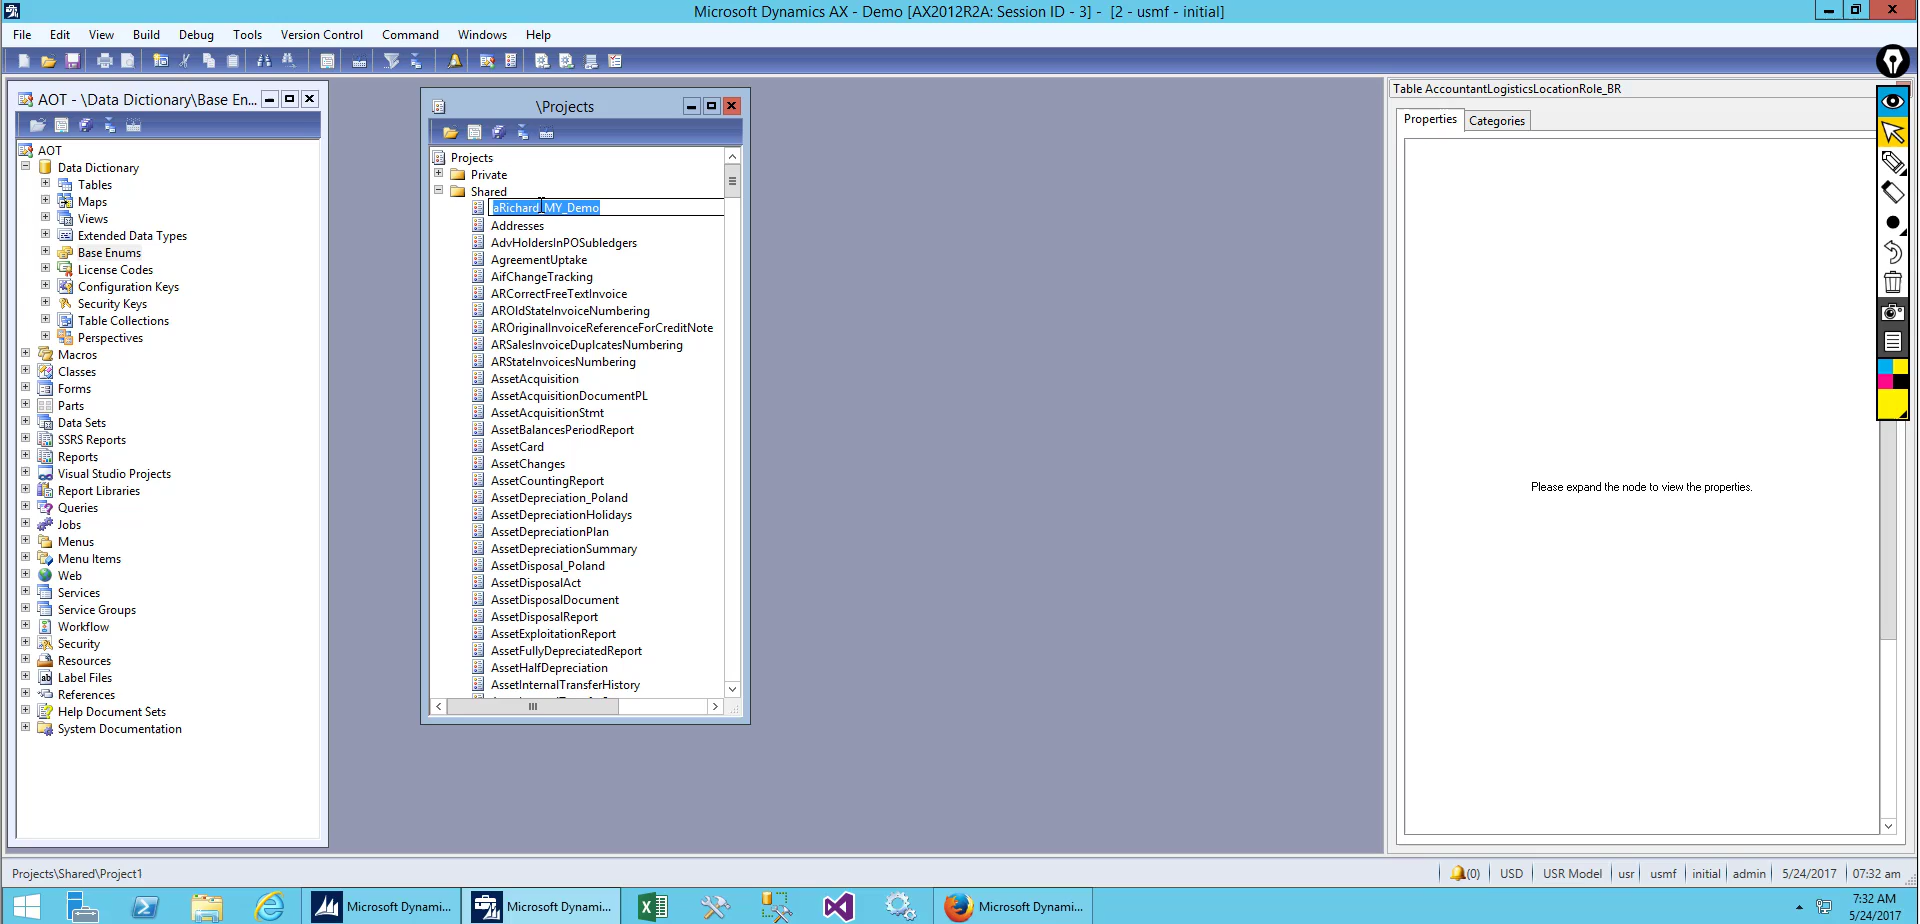 Microsoft Dynamics AX - Demo [AX2012R2A: Session ID - 3] - [2 - usmf - initial]
File Edit View Build Debug Tools Version Control Command Windows Help
AOT - \Data Dictionary\Base En...
AOT
Data Dictionary
Tables
Maps
Views
Extended Data Types
Base Enums
License Codes
Configuration Keys
Security Keys
Table Collections
Perspectives
Macros
Classes
Forms
Parts
Data Sets
SSRS Reports
Reports
Visual Studio Projects
Report Libraries
Queries
Jobs
Menus
Menu Items
Web
Services
Service Groups
Workflow
Security
Resources
Label Files
References
Help Document Sets
System Documentation
\Projects
Projects
Private
Shared
aRichard_MY_Demo
Addresses
AdvHoldersInPOSubledgers
AgreementUptake
AifChangeTracking
ARCorrectFreeTextInvoice
AROldStateInvoiceNumbering
AROriginalInvoiceReferenceForCreditNote
ARSalesInvoiceDuplcatesNumbering
ARStateInvoicesNumbering
AssetAcquisition
AssetAcquisitionDocumentPL
AssetAcquisitionStmt
AssetBalancesPeriodReport
AssetCard
AssetChanges
AssetCountingReport
AssetDepreciation_Poland
AssetDepreciationHolidays
AssetDepreciationPlan
AssetDepreciationSummary
AssetDisposal_Poland
AssetDisposalAct
AssetDisposalDocument
AssetDisposalReport
AssetExploitationReport
AssetFullyDepreciatedReport
AssetHalfDepreciation
AssetInternalTransferHistory
Table AccountantLogisticsLocationRole_BR
Properties Categories
Please expand the node to view the properties.
Projects\Shared\Project1
(0) USD USR Model usr usmf initial admin 5/24/2017 07:32 am
Microsoft Dynami... Microsoft Dynami... Microsoft Dynami...
7:32 AM
5/24/2017